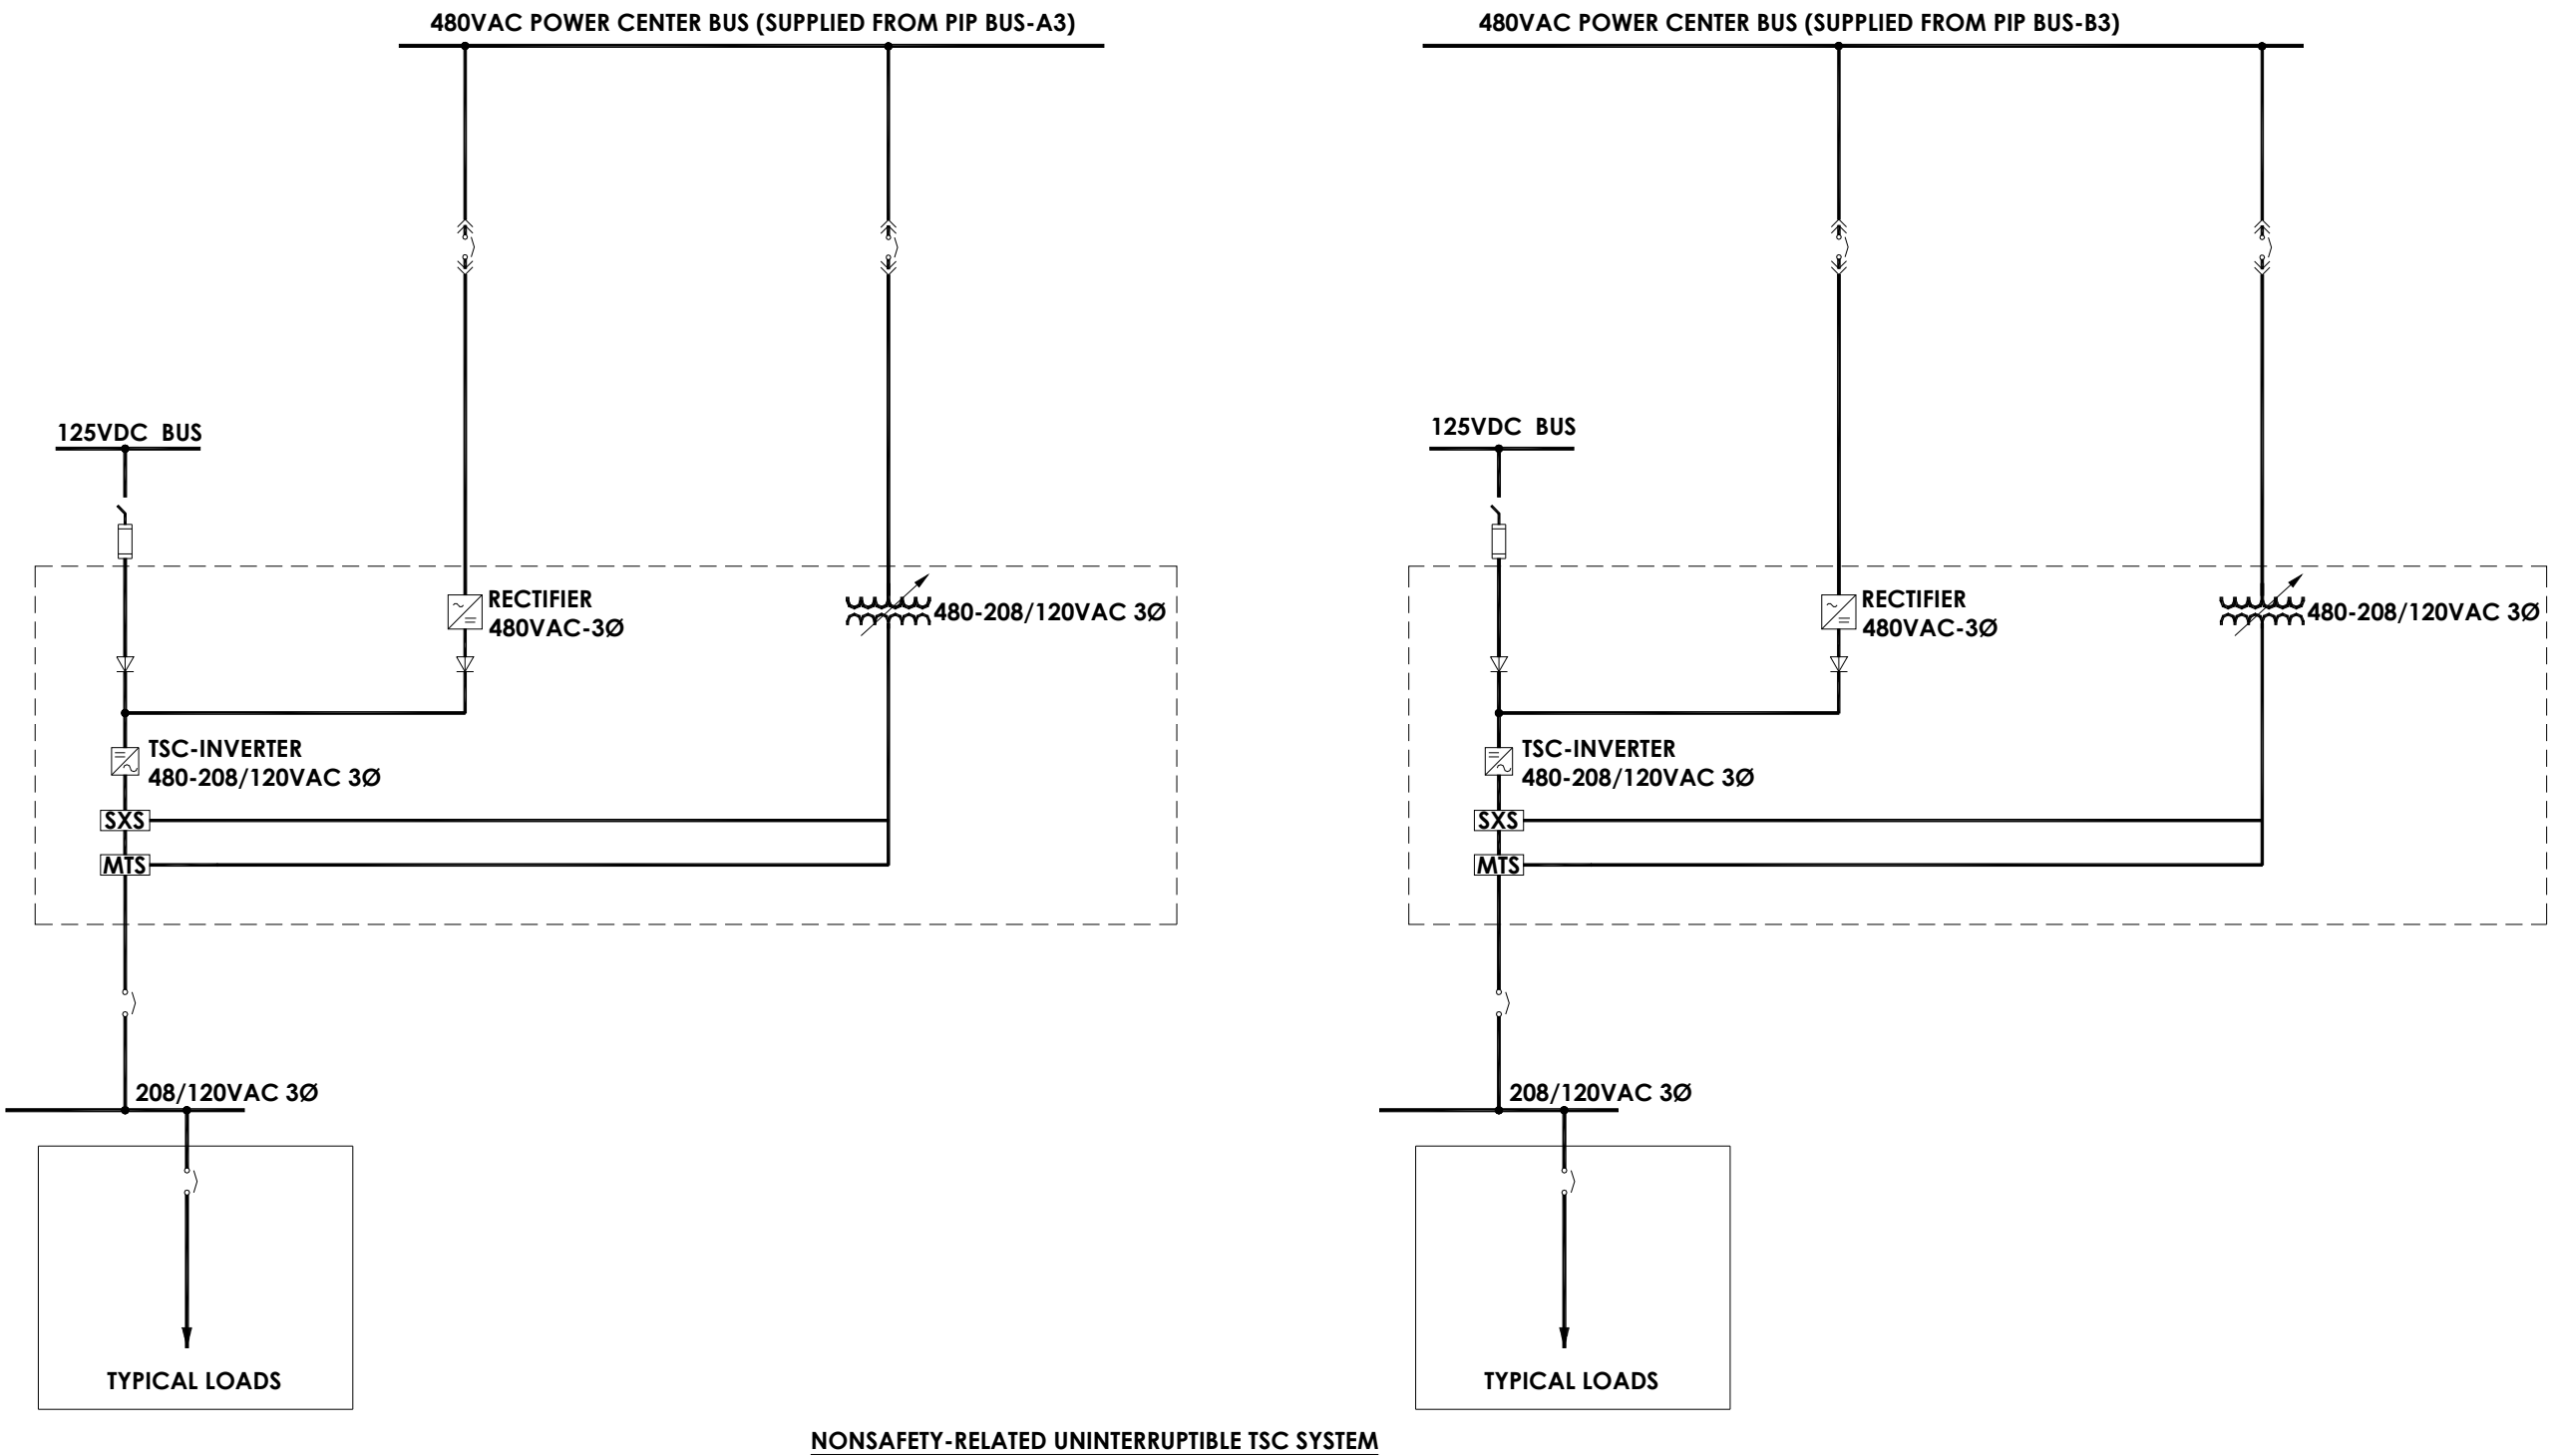 480VAC POWER CENTER BUS (SUPPLIED FROM PIP BUS-A3)
125VDC  BUS
RECTIFIER
480VAC-3Ø
480-208/120VAC 3Ø
TSC-INVERTER
480-208/120VAC 3Ø
SXS
MTS
208/120VAC 3Ø
TYPICAL LOADS
480VAC POWER CENTER BUS (SUPPLIED FROM PIP BUS-B3)
125VDC  BUS
RECTIFIER
480VAC-3Ø
480-208/120VAC 3Ø
TSC-INVERTER
480-208/120VAC 3Ø
SXS
MTS
208/120VAC 3Ø
TYPICAL LOADS
NONSAFETY-RELATED UNINTERRUPTIBLE TSC SYSTEM